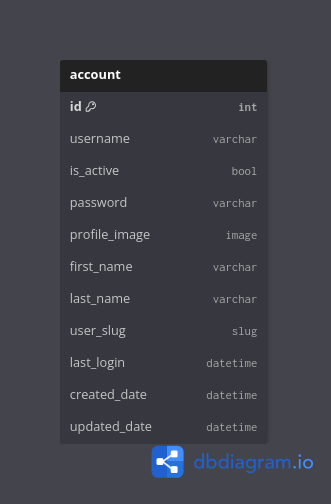 account
id int
username varchar
is_active bool
password varchar
profile_image image
first_name varchar
last_name varchar
user_slug slug
last_login datetime
created_date datetime
updated_date datetime
dbdiagram.io